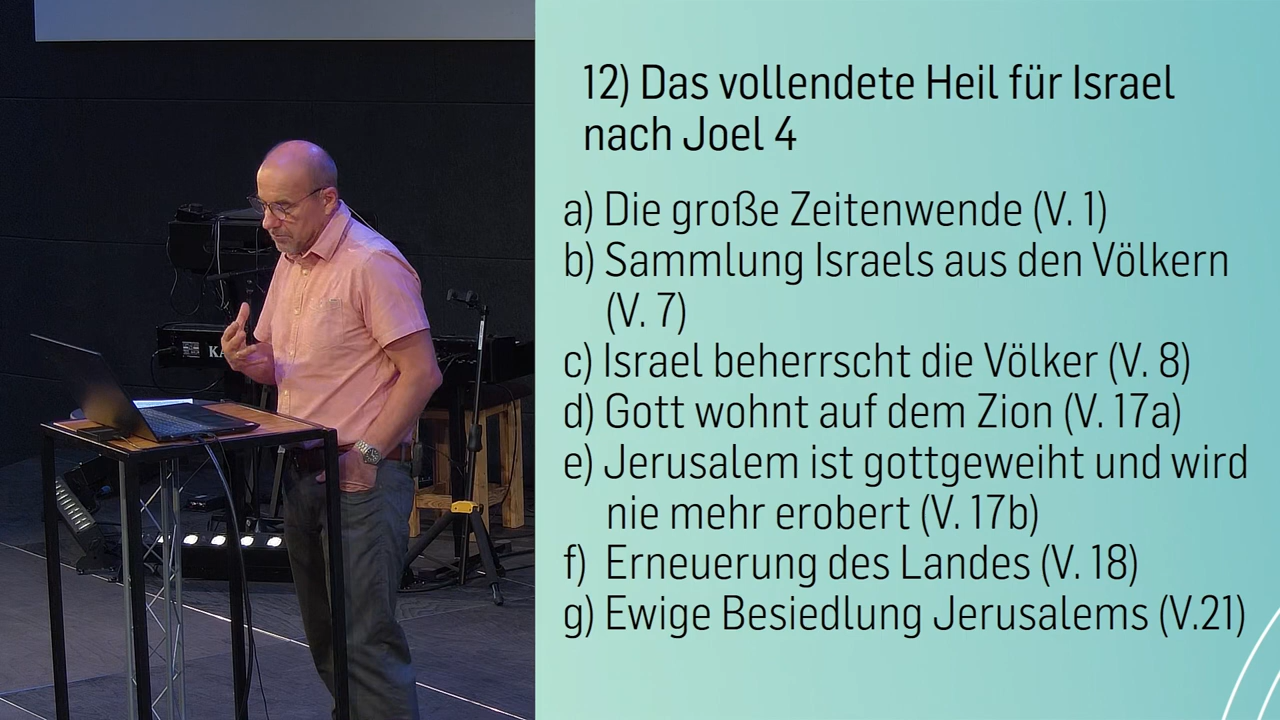 12) Das vollendete Heil für Israel
nach Joel 4
a) Die große Zeitenwende (V. 1)
b) Sammlung Israels aus den Völkern
(V. 7)
c) Israel beherrscht die Völker (V. 8)
d) Gott wohnt auf dem Zion (V. 17a)
e) Jerusalem ist gottgeweiht und wird
nie mehr erobert (V. 17b)
f) Erneuerung des Landes (V. 18)
g) Ewige Besiedlung Jerusalems (V.21)